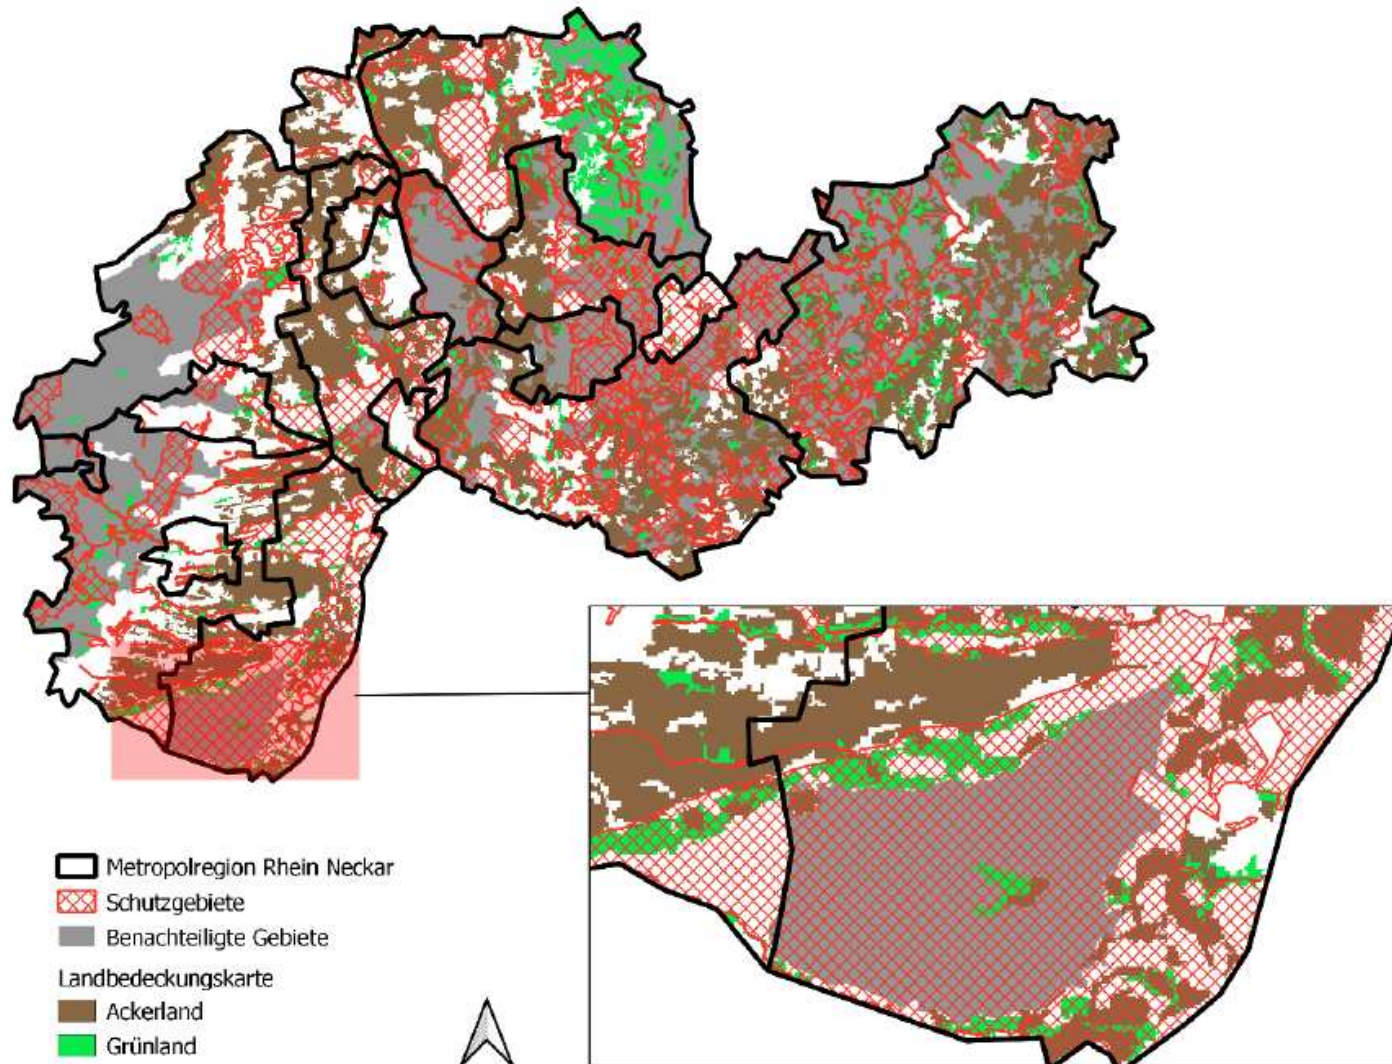 Metropolregion Rhein Neckar
Schutzgebiete
Benachteiligte Gebiete
Landbedeckungskarte
Ackerland
Grünland